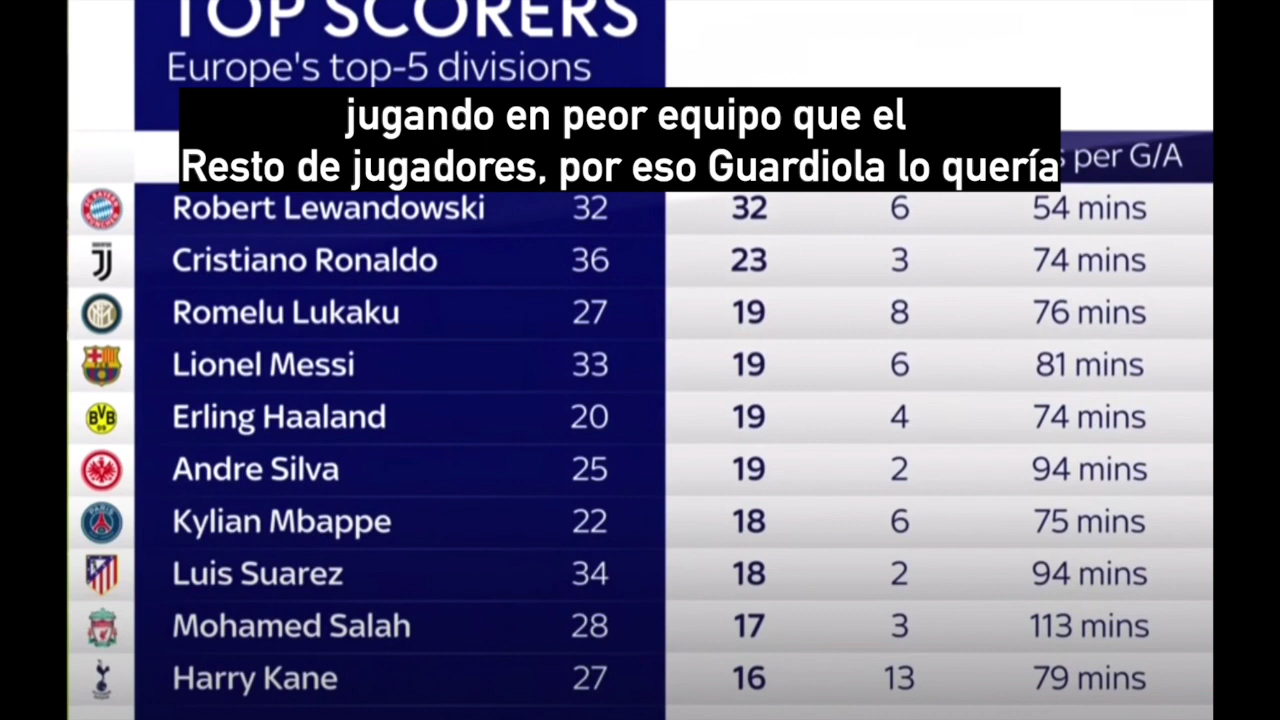 TOP SCORERS
Europe's top-5 divisions
jugando en peor equipo que el
Resto de jugadores, por eso Guardiola lo quería
per G/A
Robert Lewandowski 32 32 6 54 mins
Cristiano Ronaldo 36 23 3 74 mins
Romelu Lukaku 27 19 8 76 mins
Lionel Messi 33 19 6 81 mins
BVB 09 Erling Haaland 20 19 4 74 mins
Andre Silva 25 19 2 94 mins
PARIS Kylian Mbappe 22 18 6 75 mins
Luis Suarez 34 18 2 94 mins
Mohamed Salah 28 17 3 113 mins
Harry Kane 27 16 13 79 mins